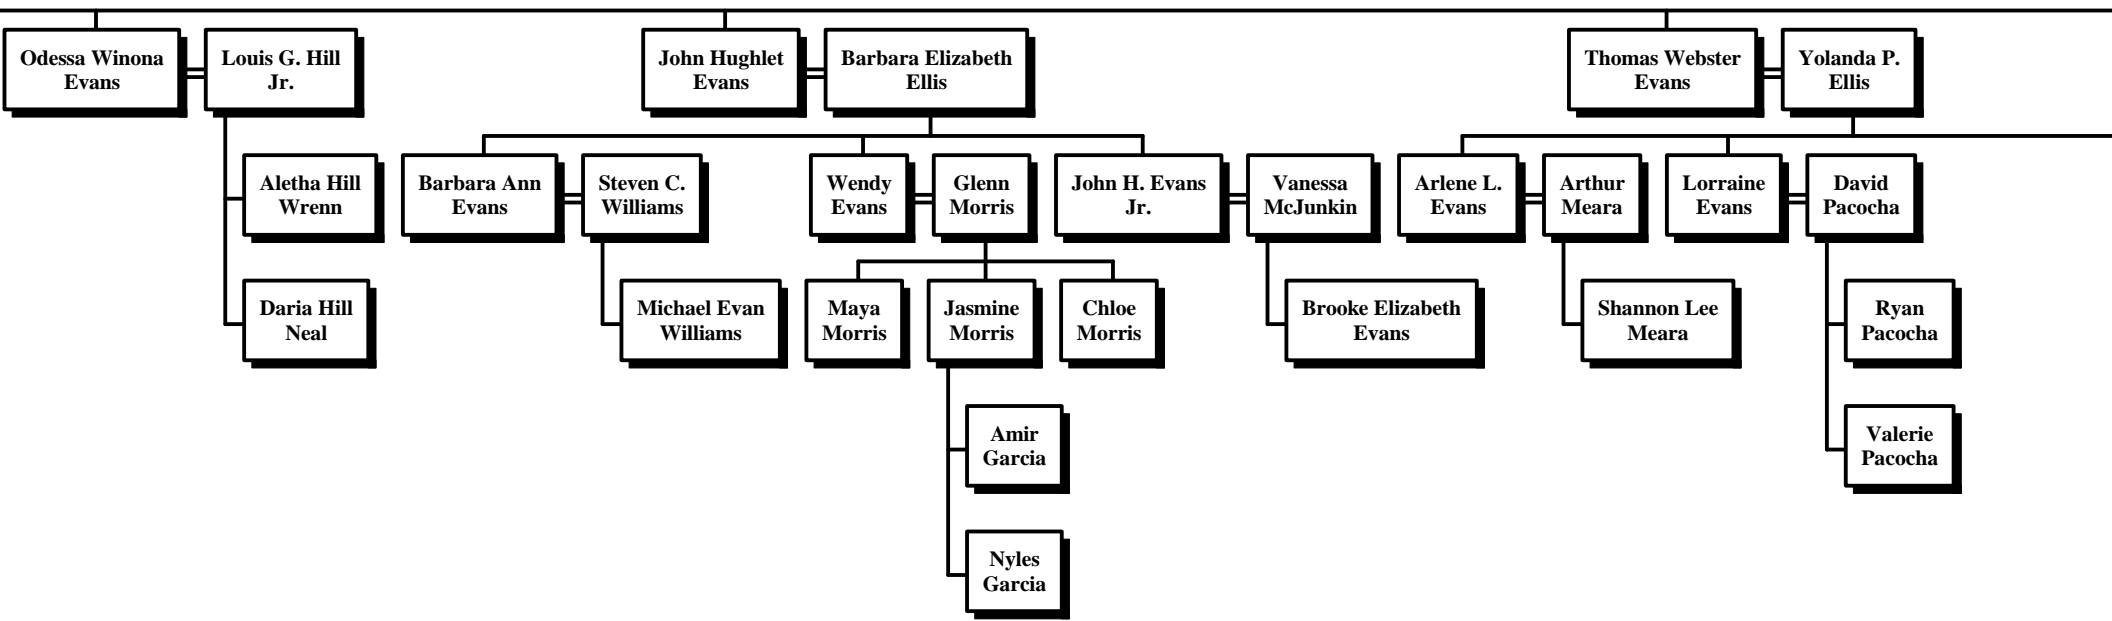 Odessa Winona
Evans
Louis G. Hill
Jr.
John Hughlet
Evans
Barbara Elizabeth
Ellis
Thomas Webster
Evans
Yolanda P.
Ellis
Aletha Hill
Wrenn
Barbara Ann
Evans
Steven C.
Williams
Wendy
Evans
Glenn
Morris
John H. Evans
Jr.
Vanessa
McJunkin
Arlene L.
Evans
Arthur
Meara
Lorraine
Evans
David
Pacocha
Daria Hill
Neal
Michael Evan
Williams
Maya
Morris
Jasmine
Morris
Chloe
Morris
Brooke Elizabeth
Evans
Shannon Lee
Meara
Ryan
Pacocha
Amir
Garcia
Valerie
Pacocha
Nyles
Garcia